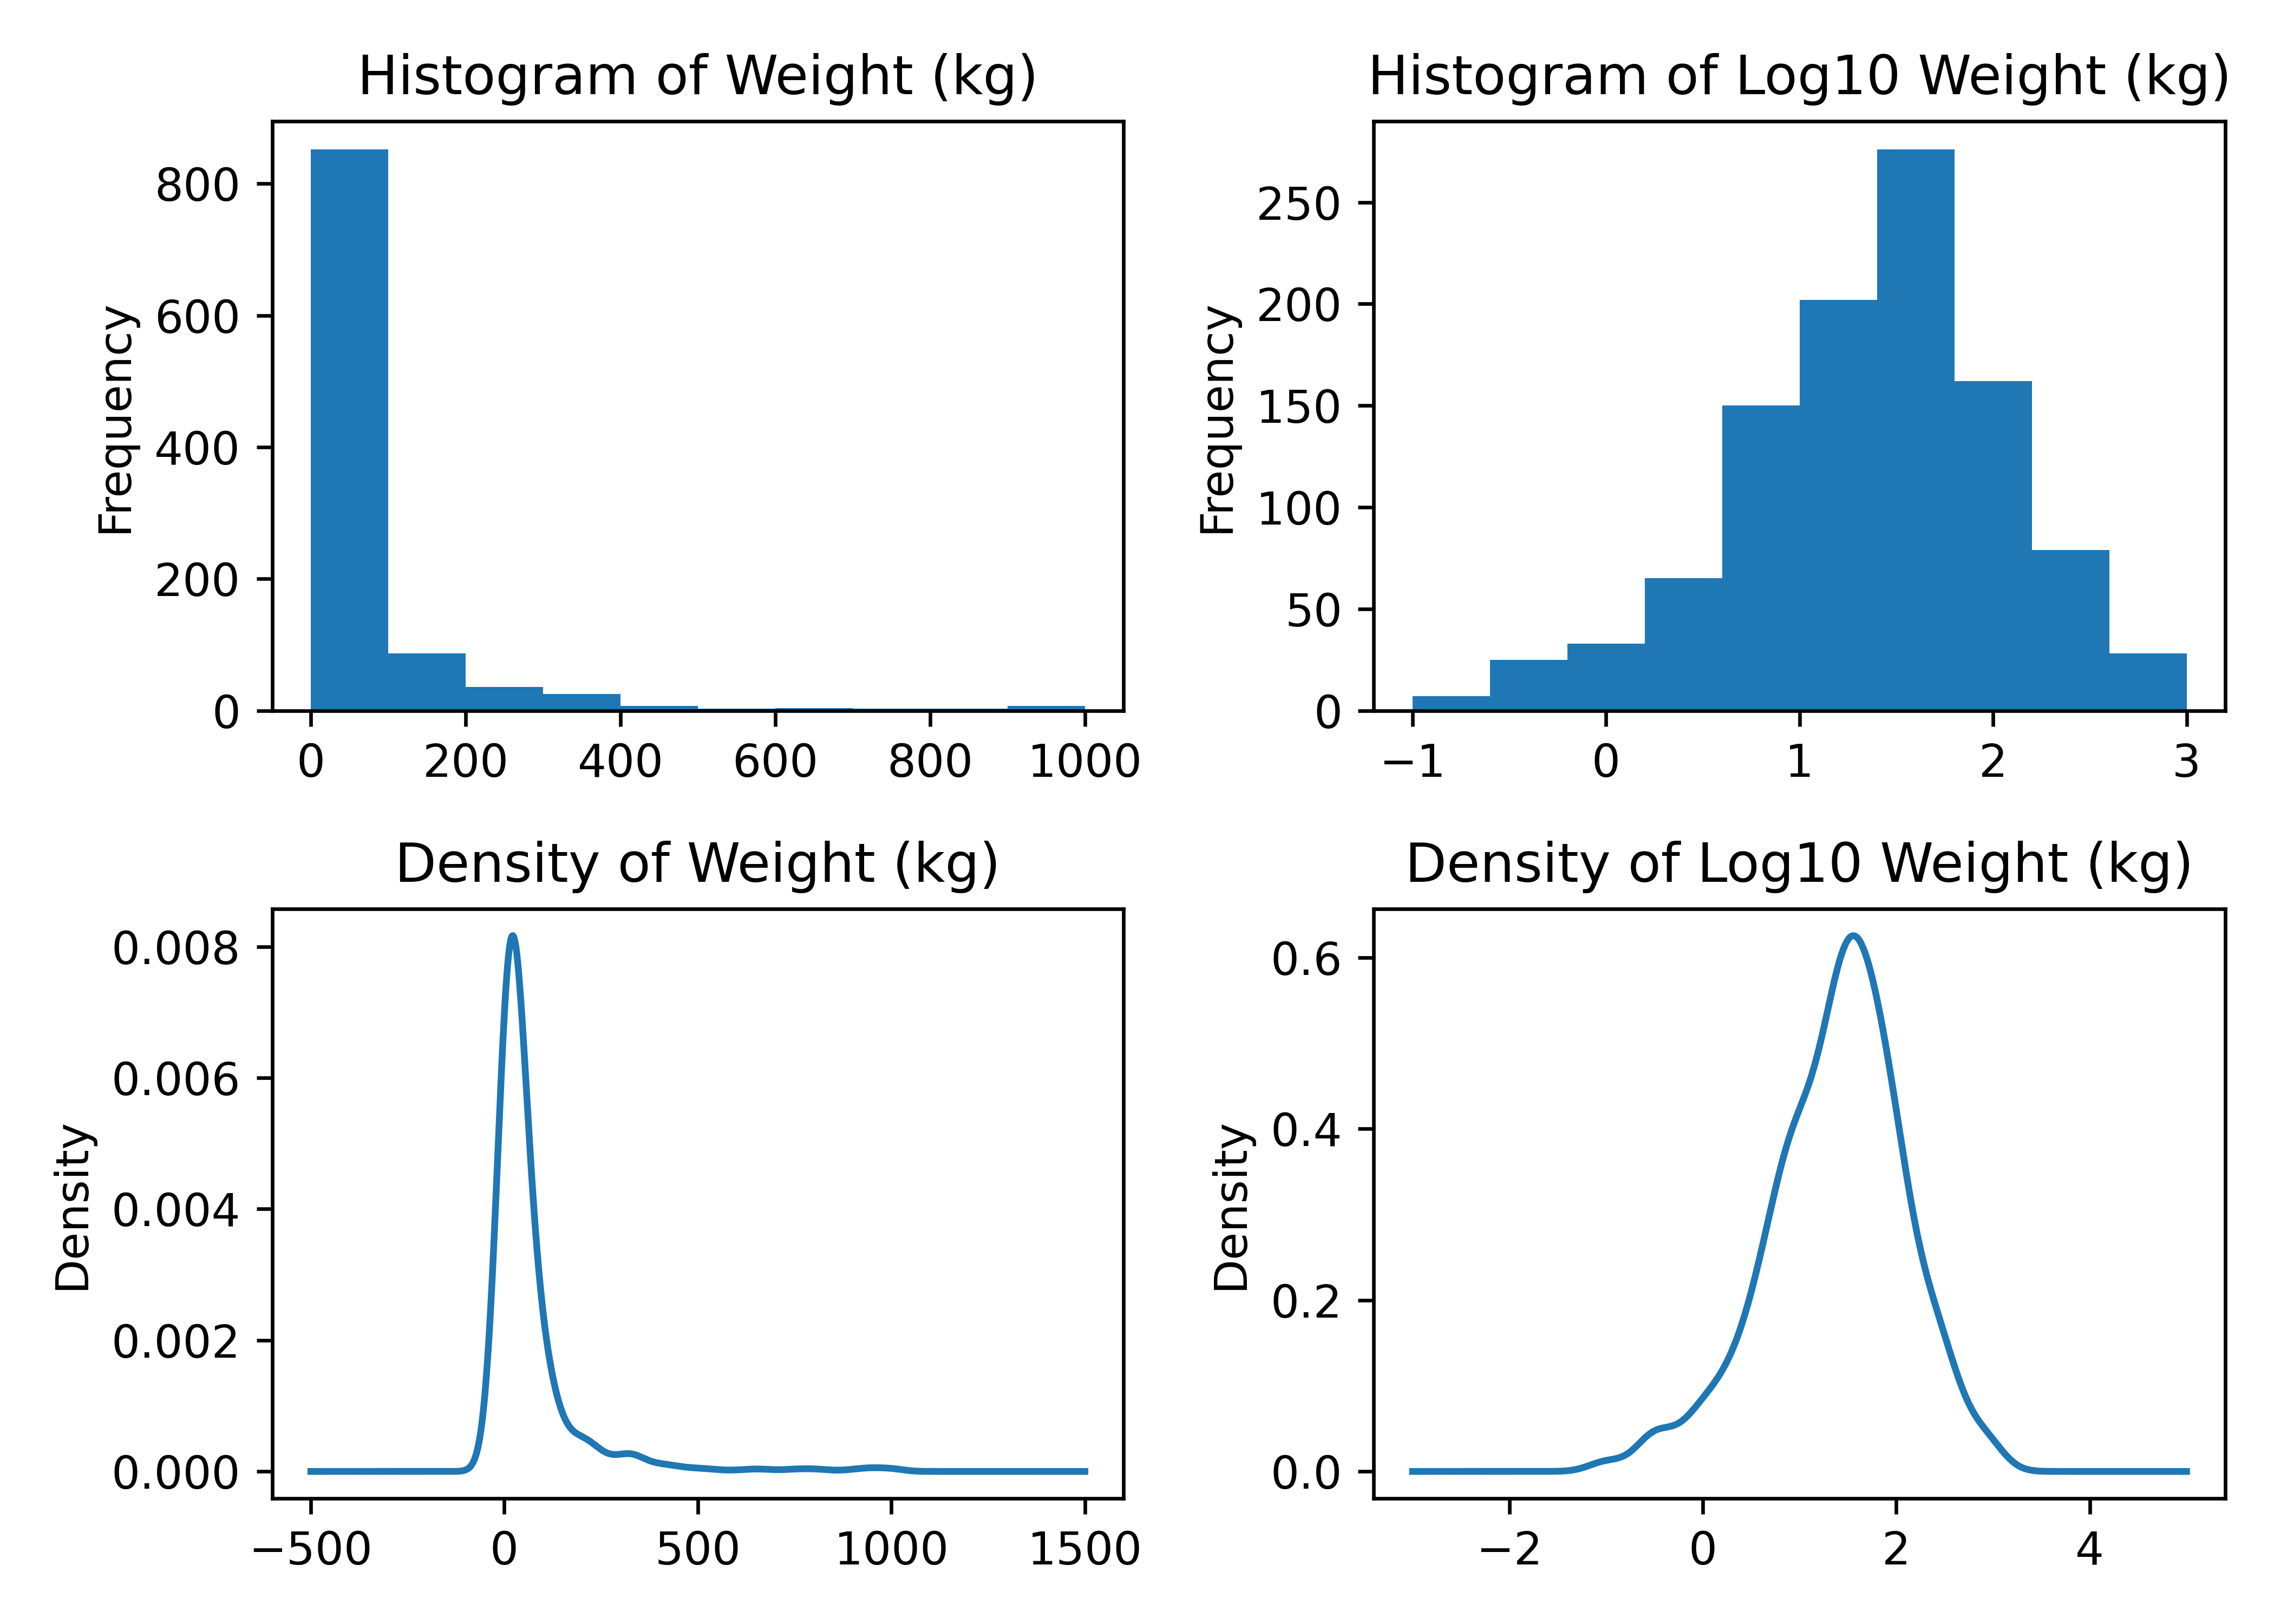 Histogram of Weight (kg)
Frequency
800
600
400
200
0
0 200 400 600 800 1000
Histogram of Log10 Weight (kg)
Frequency
250
200
150
100
50
0
−1 0 1 2 3
Density of Weight (kg)
Density
0.008
0.006
0.004
0.002
0.000
−500 0 500 1000 1500
Density of Log10 Weight (kg)
Density
0.6
0.4
0.2
0.0
−2 0 2 4